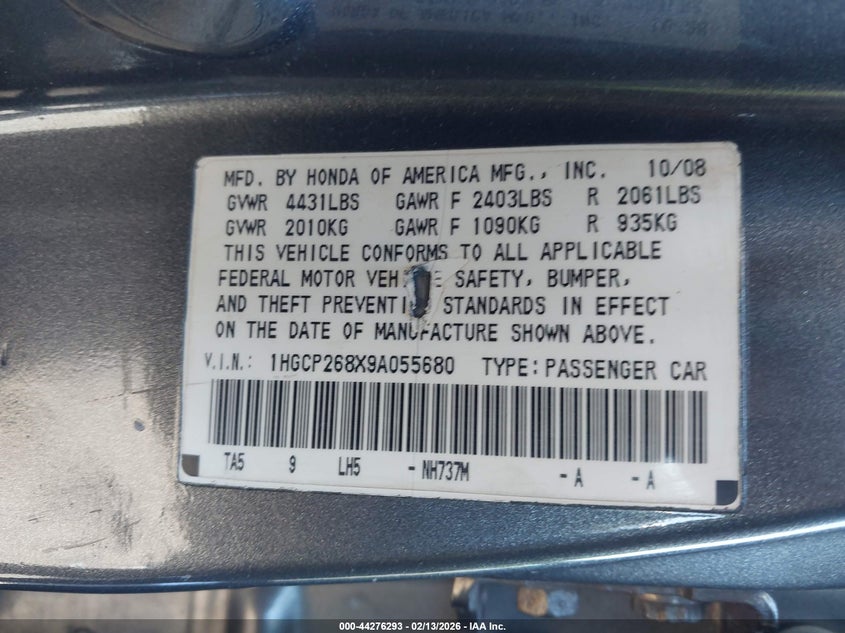 MFD. BY HONDA OF AMERICA MFG., INC. 10/08
GVWR 4431LBS GAWR F 2403LBS R 2061LBS
GVWR 2010KG GAWR F 1090KG R 935KG
THIS VEHICLE CONFORMS TO ALL APPLICABLE
FEDERAL MOTOR SAFETY, BUMPER,
AND THEFT STANDARDS IN EFFECT
ON THE DATE OF MANUFACTURE SHOWN ABOVE.
V.I.N.: 1HGCP268X9A055680 TYPE: PASSENGER CAR
TA5 9 LH5 - NH737M - A - A
000-44276293 - 02/13/2026 - IAA Inc.